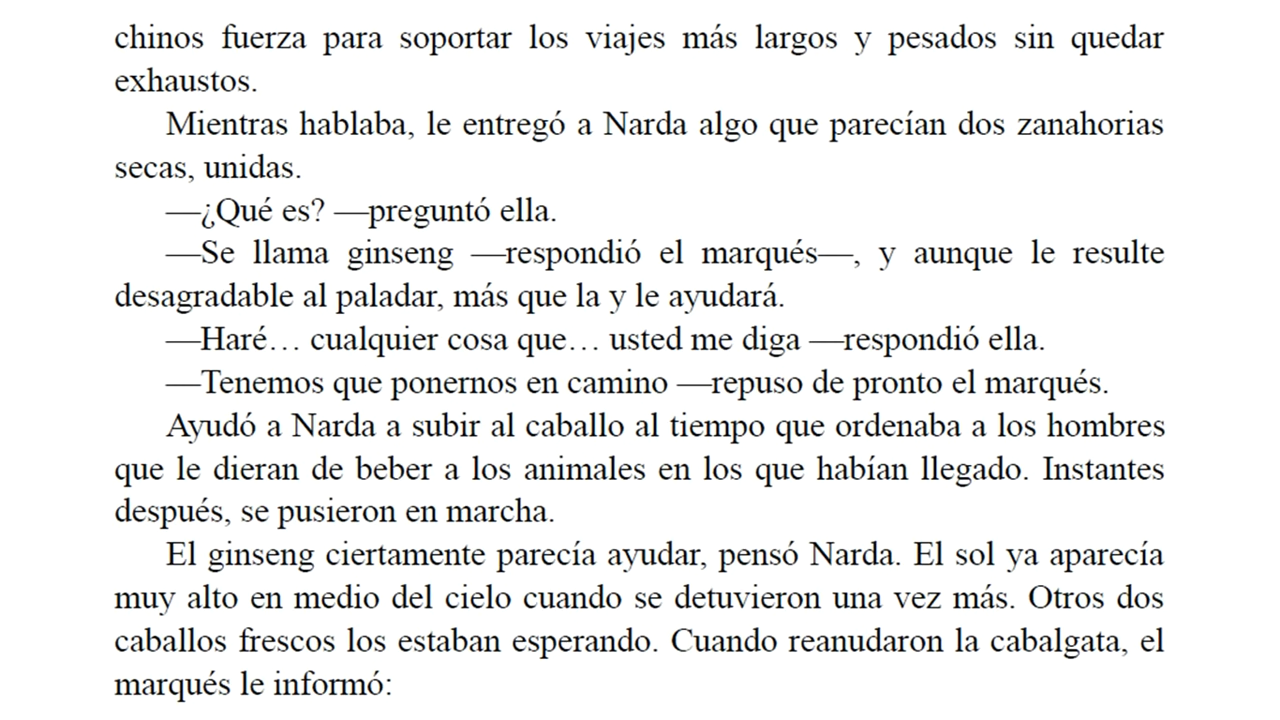 chinos fuerza para soportar los viajes más largos y pesados sin quedar
exhaustos.
Mientras hablaba, le entregó a Narda algo que parecían dos zanahorias
secas, unidas.
—¿Qué es? —preguntó ella.
—Se llama ginseng —respondió el marqués—, y aunque le resulte
desagradable al paladar, más que la y le ayudará.
—Haré… cualquier cosa que… usted me diga —respondió ella.
—Tenemos que ponernos en camino —repuso de pronto el marqués.
Ayudó a Narda a subir al caballo al tiempo que ordenaba a los hombres
que le dieran de beber a los animales en los que habían llegado. Instantes
después, se pusieron en marcha.
El ginseng ciertamente parecía ayudar, pensó Narda. El sol ya aparecía
muy alto en medio del cielo cuando se detuvieron una vez más. Otros dos
caballos frescos los estaban esperando. Cuando reanudaron la cabalgata, el
marqués le informó: